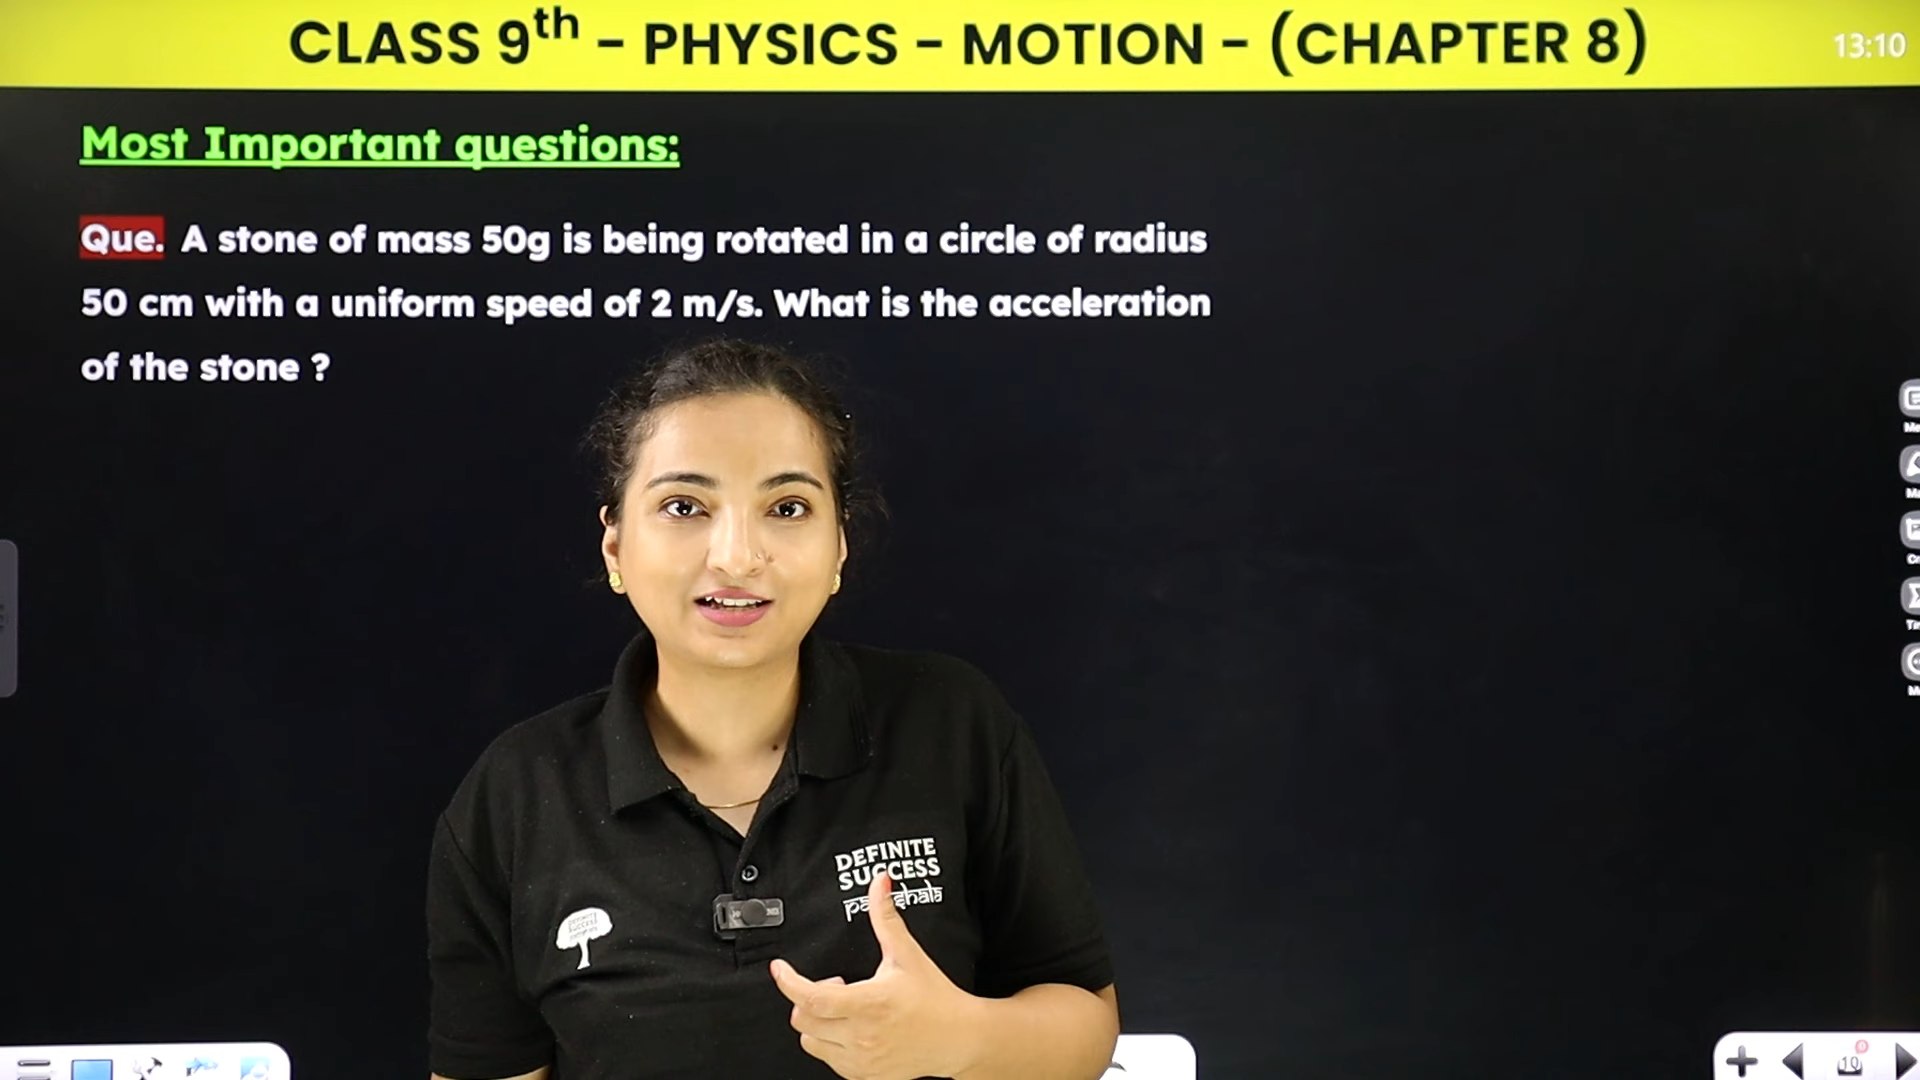 CLASS 9th - PHYSICS - MOTION - (CHAPTER 8)
13:10
Most Important questions:
Que. A stone of mass 50g is being rotated in a circle of radius
50 cm with a uniform speed of 2 m/s. What is the acceleration
of the stone ?
DEFINITE
SUCCESS
10